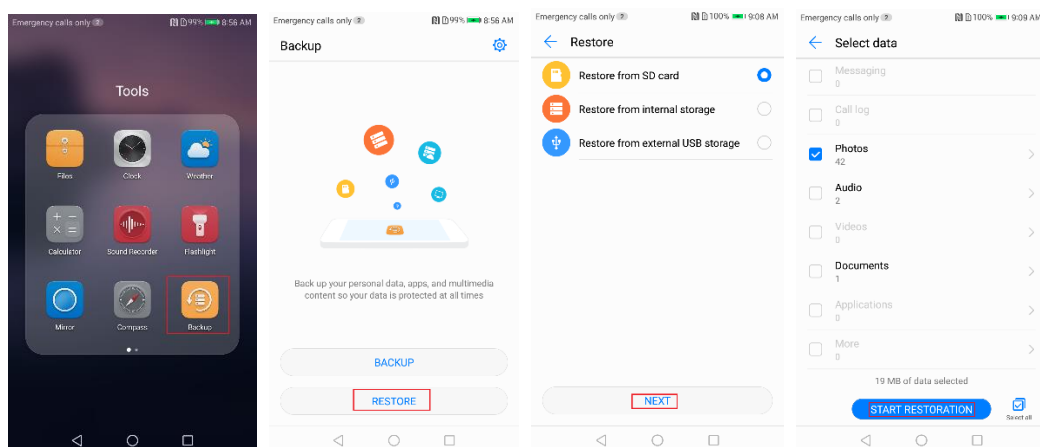 Emergency calls only 2 99% 8:56 AM
Tools
Files
Clock
Weather
Calculator
Sound Recorder
Flashlight
Mirror
Compass
Backup
Emergency calls only 2 99% 8:56 AM
Backup
Back up your personal data, apps, and multimedia
content so your data is protected at all times
BACKUP
RESTORE
Emergency calls only 2 100% 9:08 AM
Restore
Restore from SD card
Restore from internal storage
Restore from external USB storage
NEXT
Emergency calls only 2 100% 9:09 AM
Select data
Messaging
0
Call log
0
Photos
42
Audio
2
Videos
0
Documents
1
Applications
0
More
0
19 MB of data selected
START RESTORATION
Select all